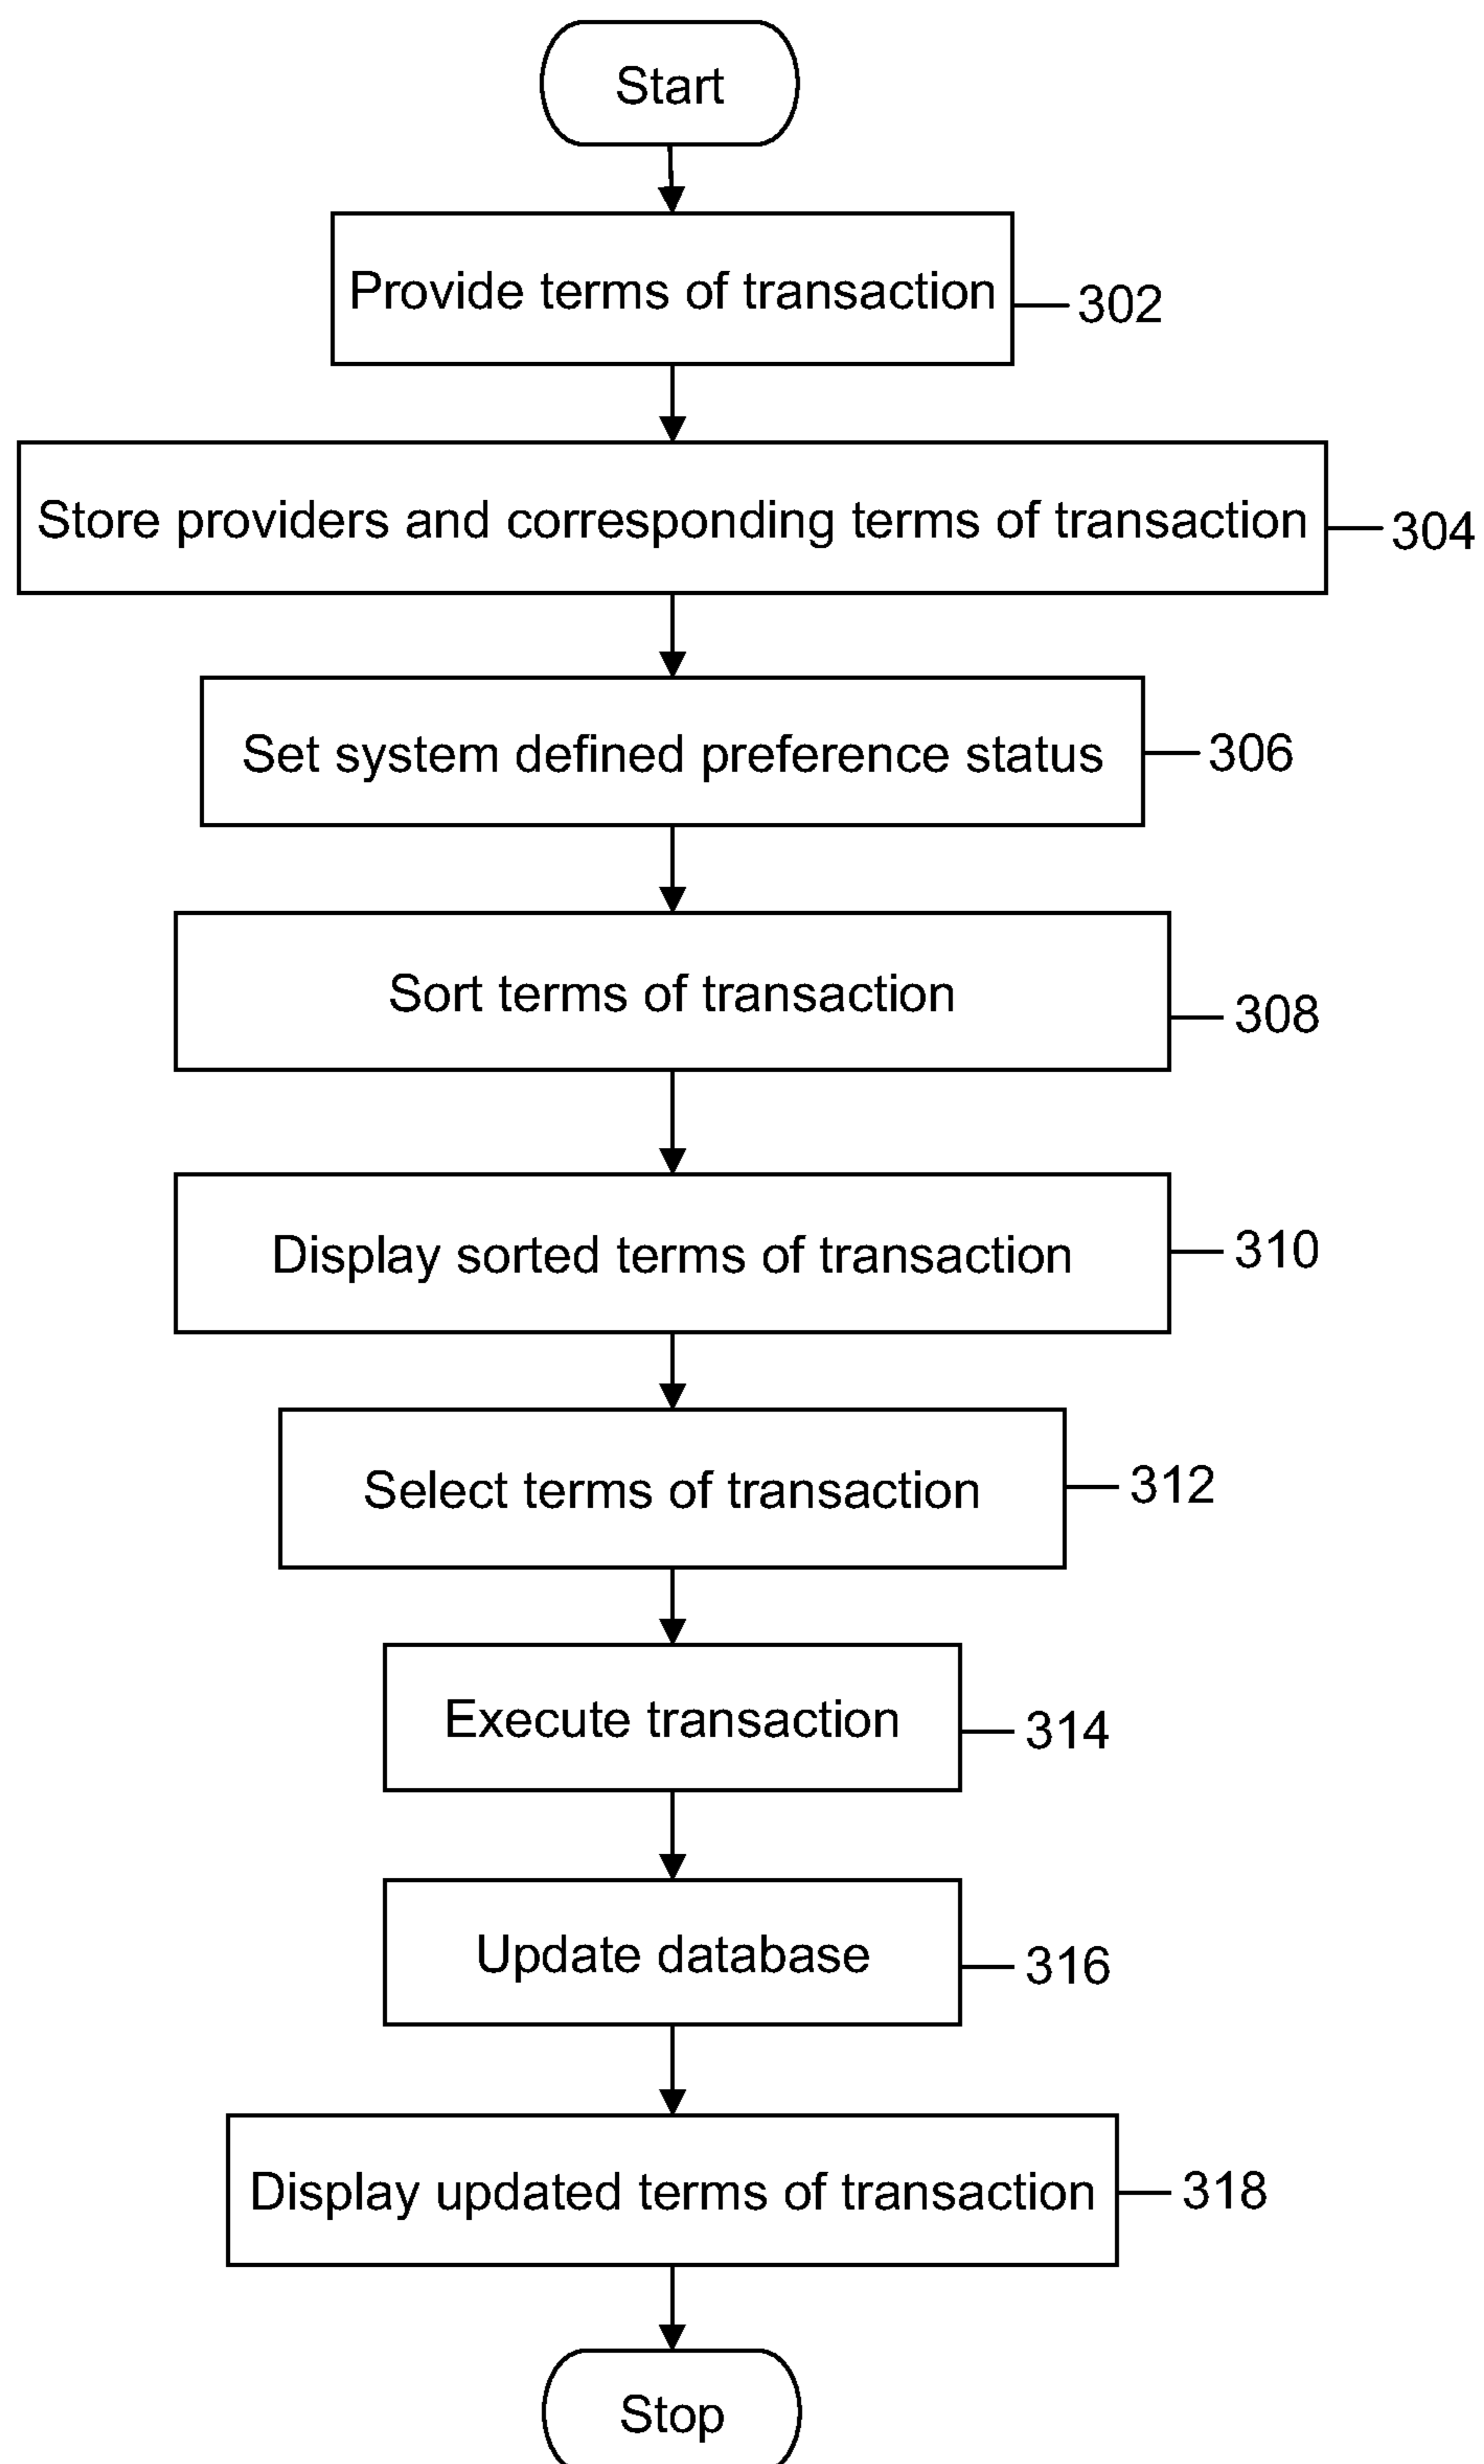 Start
Provide terms of transaction
302
Store providers and corresponding terms of transaction
304
Set system defined preference status
306
Sort terms of transaction
308
Display sorted terms of transaction
310
Select terms of transaction
312
Execute transaction
314
Update database
316
Display updated terms of transaction
318
Stop